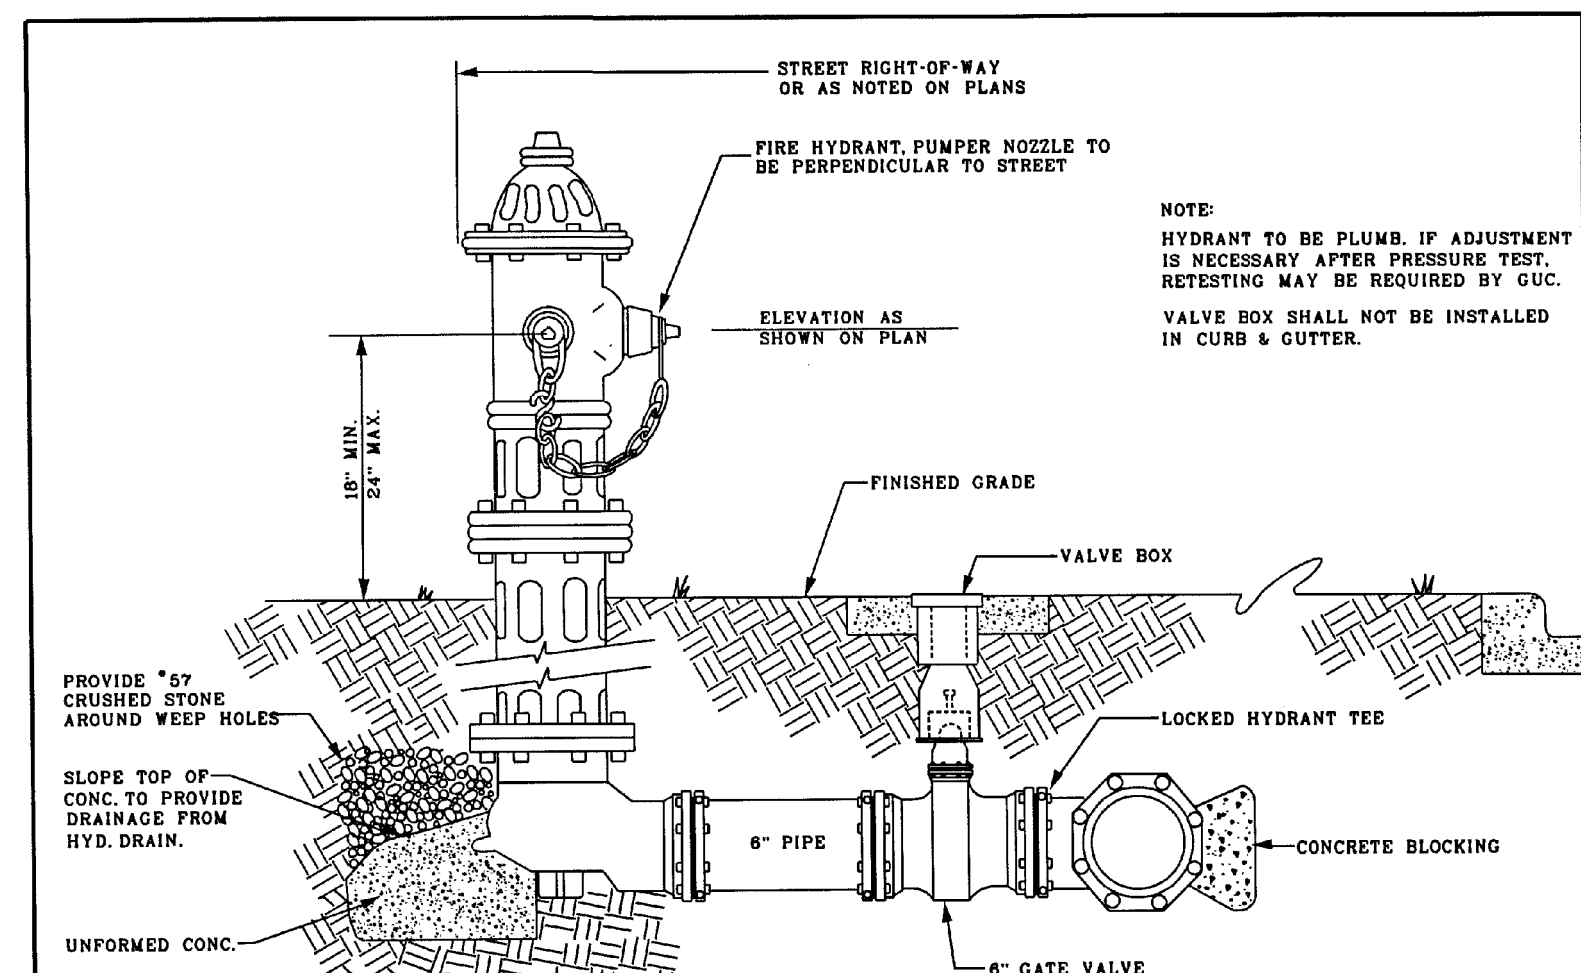 STREET RIGHT-OF-WAY
OR AS NOTED ON PLANS
FIRE HYDRANT, PUMPER NOZZLE TO
BE PERPENDICULAR TO STREET
NOTE:
HYDRANT TO BE PLUMB. IF ADJUSTMENT
IS NECESSARY AFTER PRESSURE TEST,
RETESTING MAY BE REQUIRED BY GUC.
VALVE BOX SHALL NOT BE INSTALLED
IN CURB & GUTTER.
ELEVATION AS
SHOWN ON PLAN
18" MIN.
24" MAX.
FINISHED GRADE
VALVE BOX
PROVIDE #57
CRUSHED STONE
AROUND WEEP HOLES
LOCKED HYDRANT TEE
SLOPE TOP OF
CONC. TO PROVIDE
DRAINAGE FROM
HYD. DRAIN.
6" PIPE
CONCRETE BLOCKING
UNFORMED CONC.
6" GATE VALVE